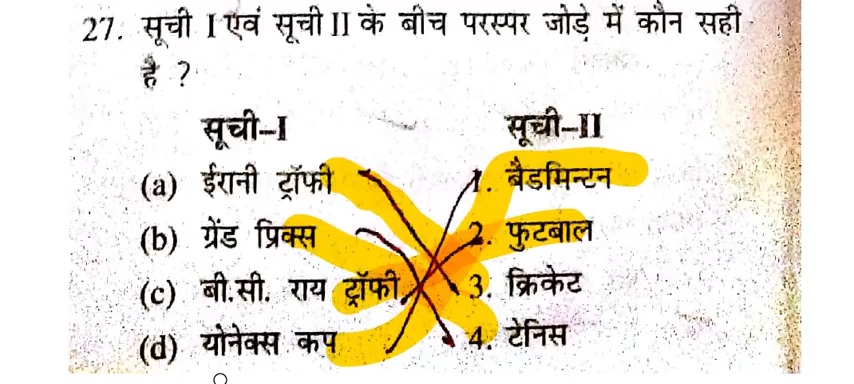 27. सूची I एवं सूची II के बीच परस्पर जोड़े में कौन सही
है ?
सूची-I सूची-II
(a) ईरानी ट्रॉफी 1. बैडमिन्टन
(b) ग्रेंड प्रिक्स 2. फुटबाल
(c) बी.सी. राय ट्रॉफी 3. क्रिकेट
(d) योनेक्स कप 4. टेनिस